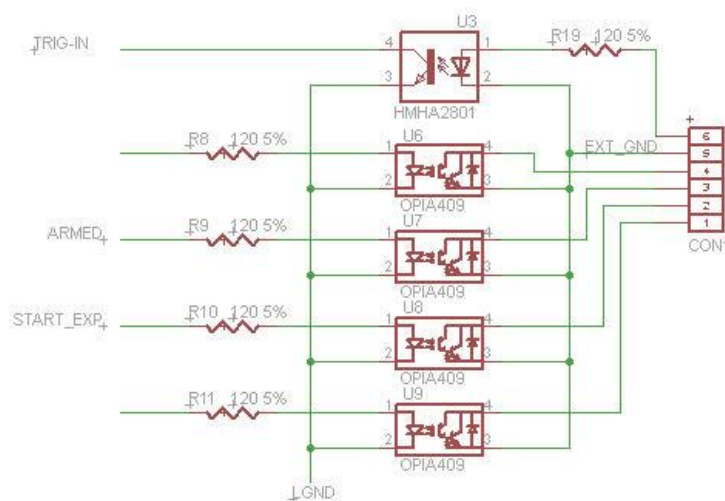 U3
TRIG-IN
4
1
R19 120 5%
3
2
HMHA2801
6
5
4
3
2
1
CON1
EXT_GND
R8 120 5%
U6
1
4
2
3
OPIA409
ARMED
R9 120 5%
U7
1
4
2
3
OPIA409
START_EXP
R10 120 5%
U8
1
4
2
3
OPIA409
R11 120 5%
U9
1
4
2
3
OPIA409
LGND